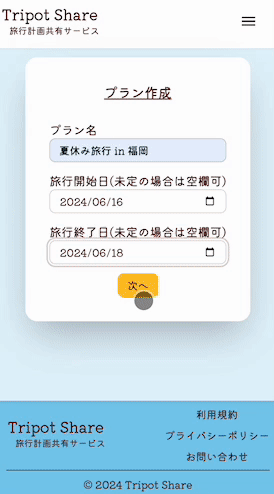 Tripot Share
旅行計画共有サービス
プラン作成
プラン名
夏休み旅行 in 福岡
旅行開始日(未定の場合は空欄可)
2024/06/16
旅行終了日(未定の場合は空欄可)
2024/06/18
次へ
利用規約
Tripot Share
プライバシーポリシー
旅行計画共有サービス
お問い合わせ
© 2024 Tripot Share